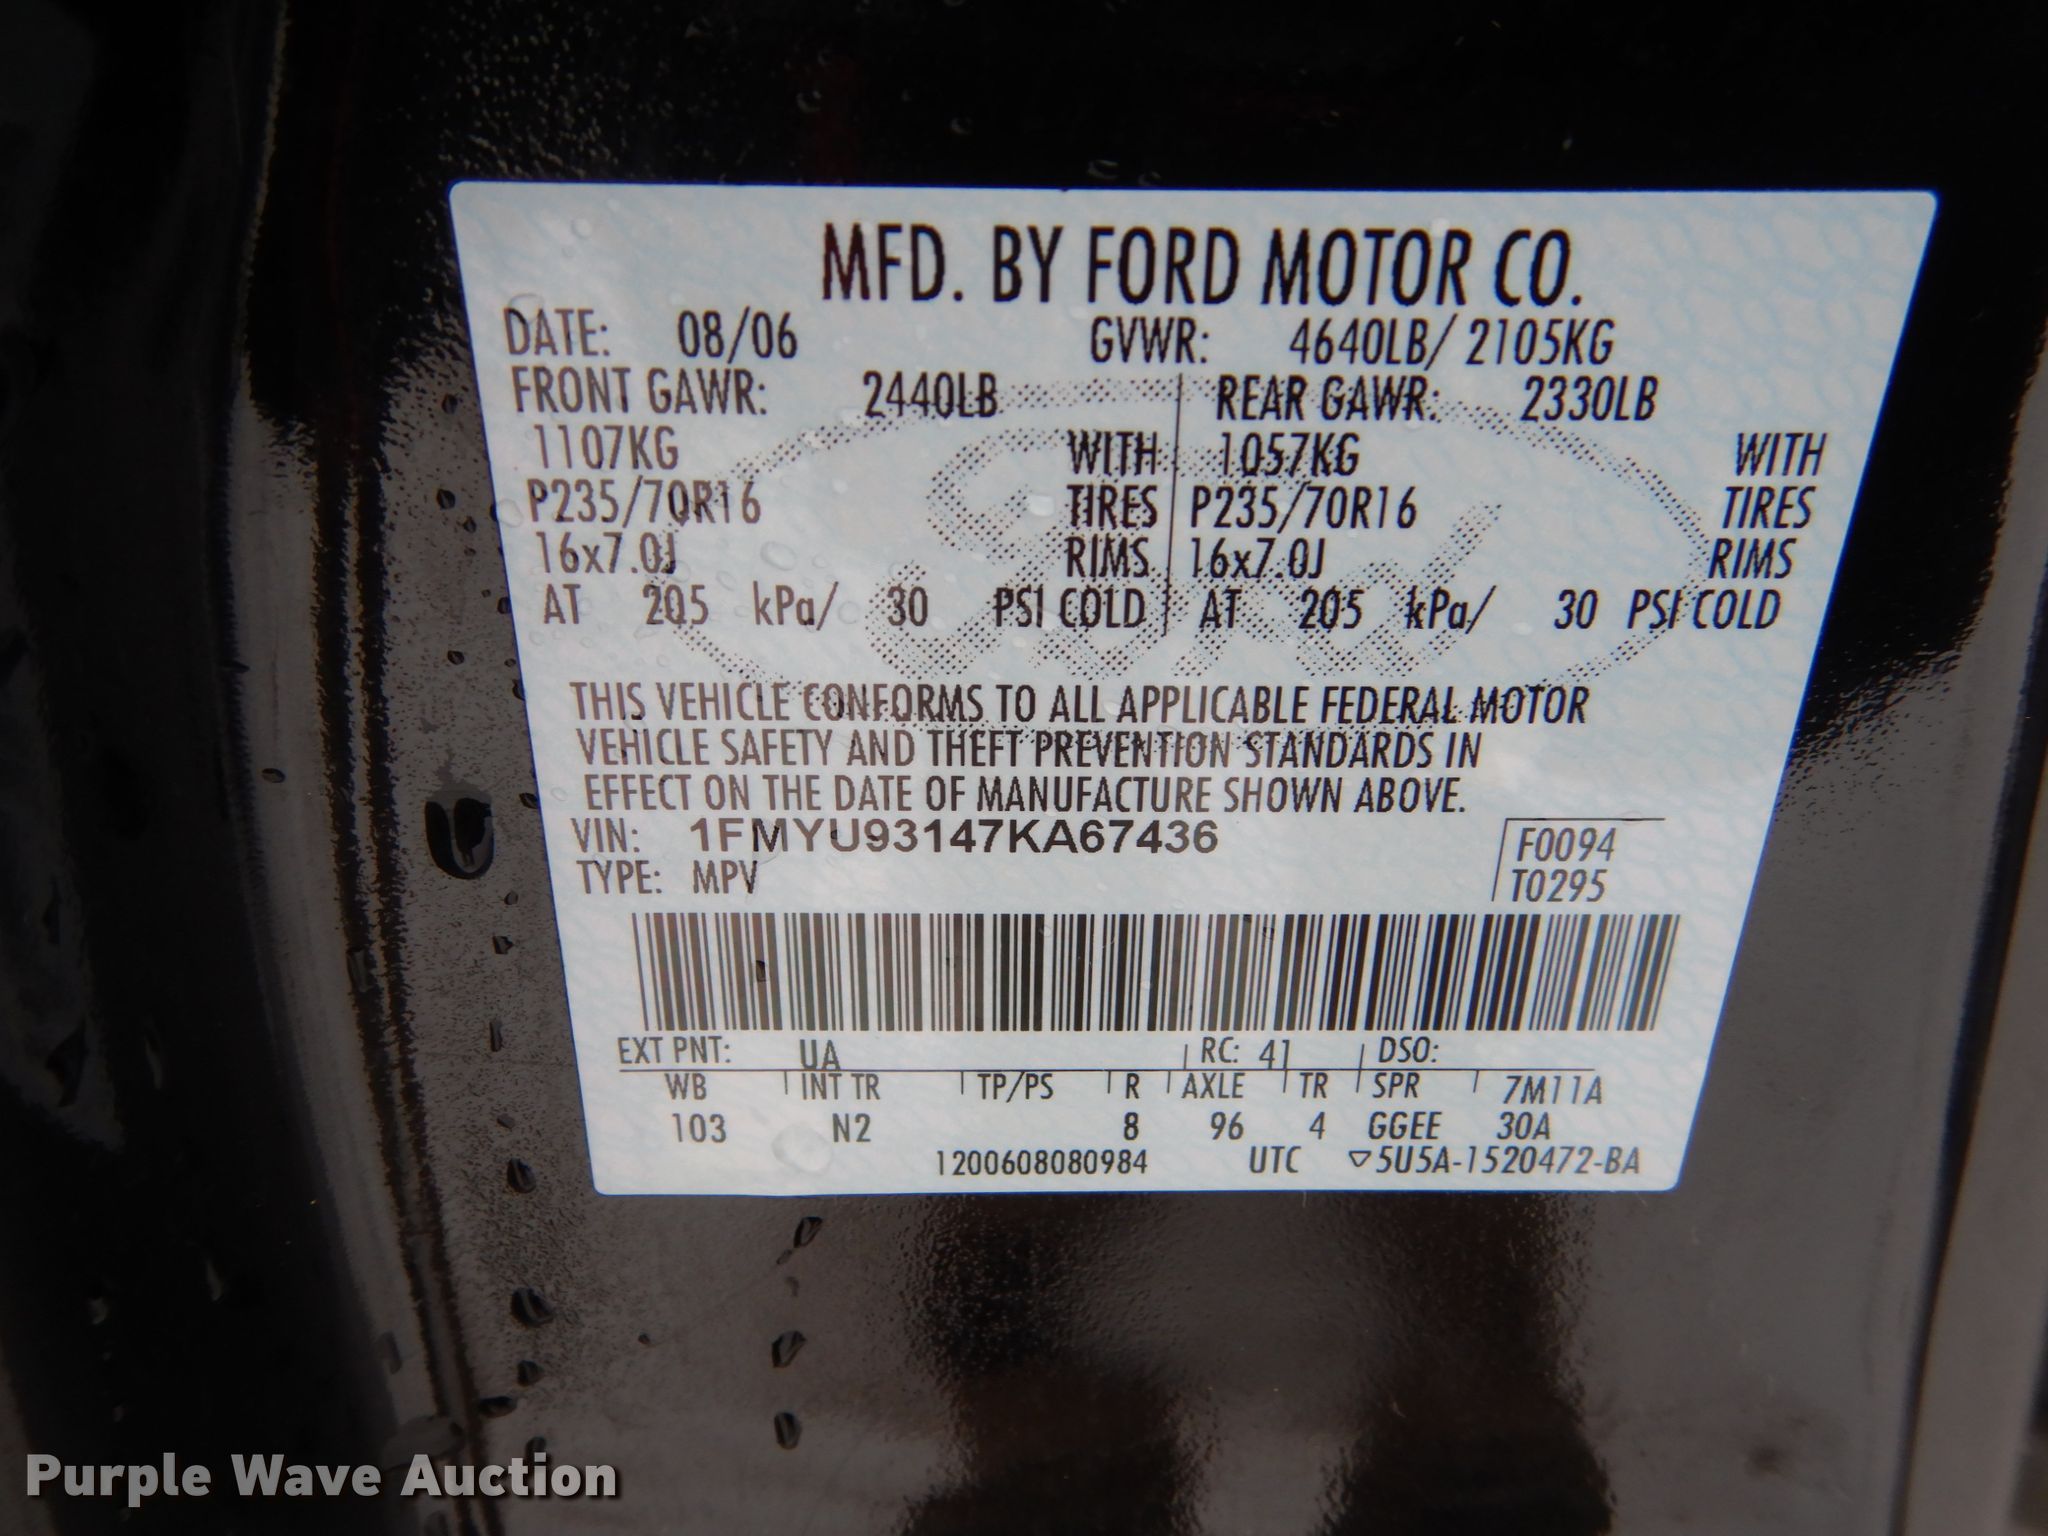 MFD. BY FORD MOTOR CO.
DATE: 08/06 GVWR: 4640LB/ 2105KG
FRONT GAWR: 2440LB REAR GAWR: 2330LB
1107KG WITH 1057KG WITH
P235/70R16 TIRES P235/70R16 TIRES
16x7.0J RIMS 16x7.0J RIMS
AT 205 kPa/ 30 PSI COLD AT 205 kPa/ 30 PSI COLD
THIS VEHICLE CONFORMS TO ALL APPLICABLE FEDERAL MOTOR
VEHICLE SAFETY AND THEFT PREVENTION STANDARDS IN
EFFECT ON THE DATE OF MANUFACTURE SHOWN ABOVE.
VIN: 1FMYU93147KA67436 F0094
TYPE: MPV T0295
EXT PNT: UA RC: 41 DSO:
WB INT TR TP/PS R AXLE TR SPR 7M11A
103 N2 8 96 4 GGEE 30A
1200608080984 UTC ▽5U5A-1520472-BA
Ford
Purple Wave Auction